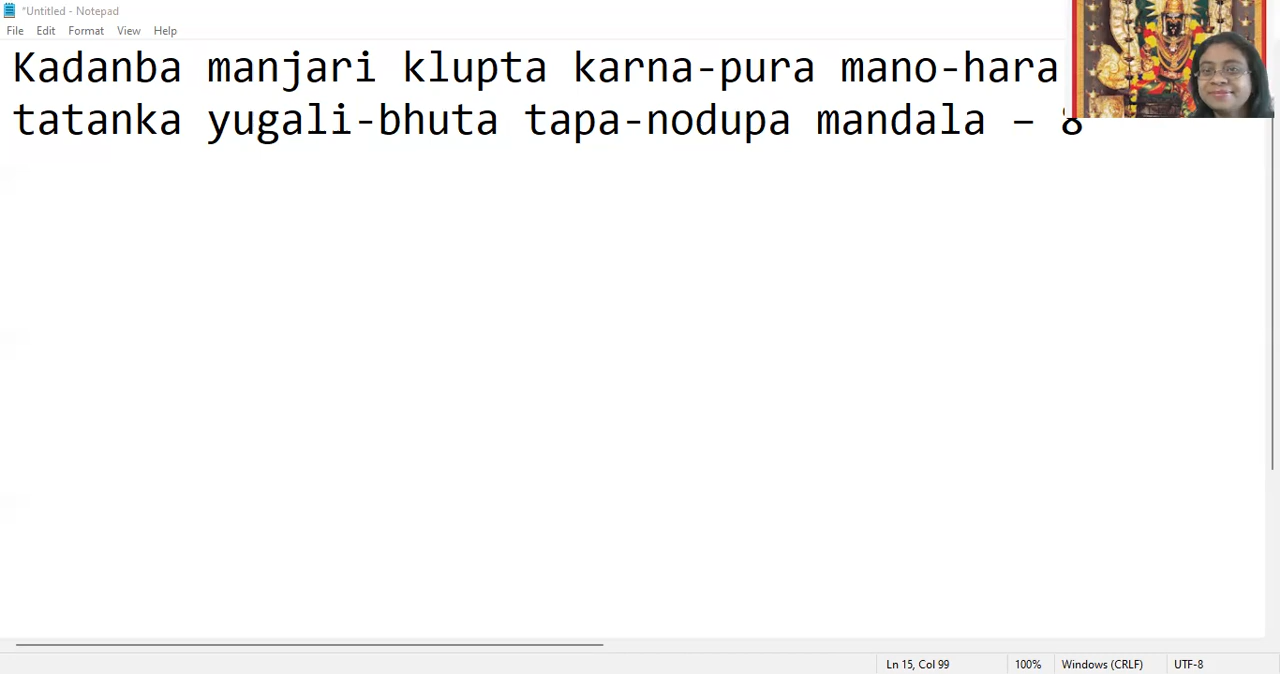 *Untitled - Notepad
File Edit Format View Help
Kadanba manjari klupta karna-pura mano-hara
tatanka yugali-bhuta tapa-nodupa mandala – 8
Ln 15, Col 99 100% Windows (CRLF) UTF-8